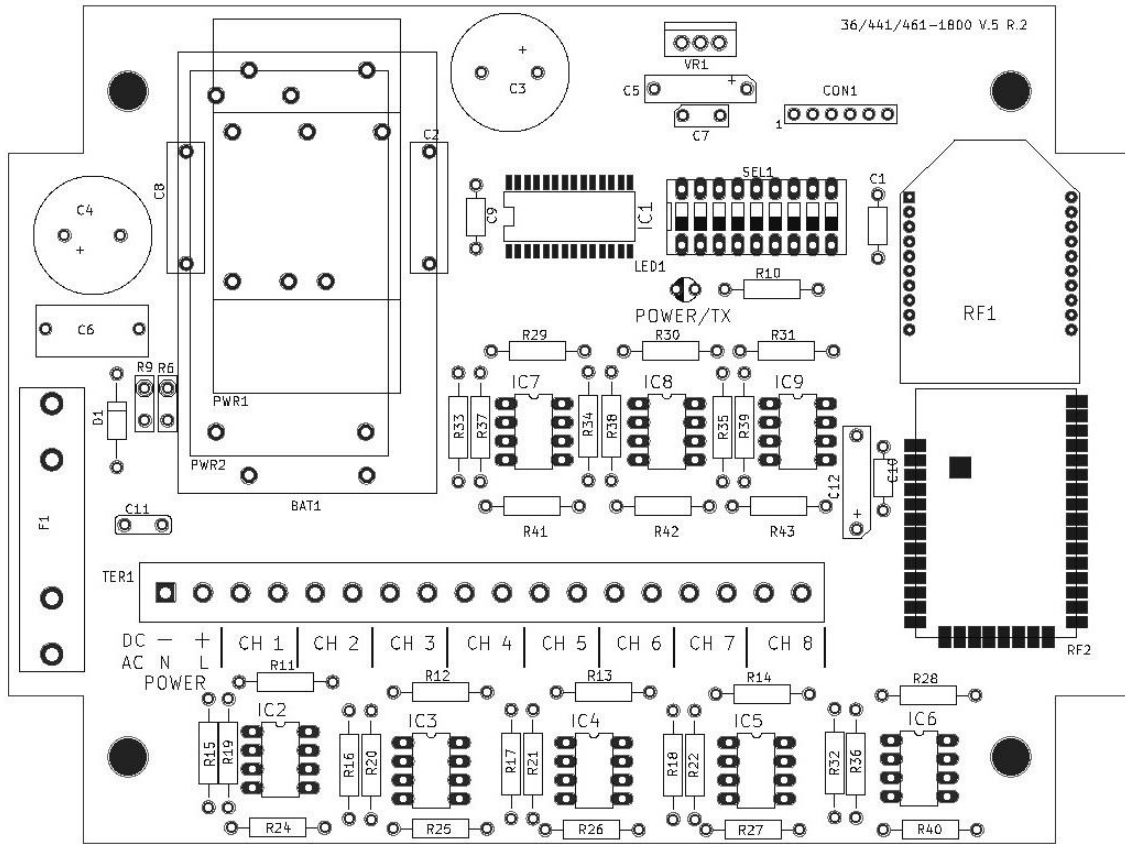 36/441/461-1800 V.5 R.2
+
C3
VR1
C5
+
C7
CON1
1
C8
C2
C4
+
C9
IC1
SEL1
C1
LED1
R10
POWER/TX
RF1
C6
R9
R6
D1
PWR1
PWR2
BAT1
R29
R30
R31
IC7
IC8
IC9
R33
R37
R34
R38
R35
R39
R41
R42
R43
C12
+
C10
C11
F1
TER1
DC − + CH 1 CH 2 CH 3 CH 4 CH 5 CH 6 CH 7 CH 8
AC N L
POWER
RF2
R11
R12
R13
R14
R28
IC2
IC3
IC4
IC5
IC6
R15
R19
R16
R20
R17
R21
R18
R22
R32
R36
R24
R25
R26
R27
R40